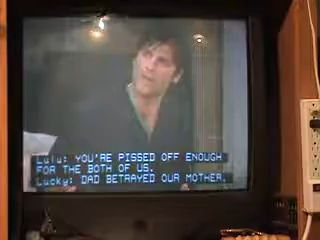 Lulu: YOU'RE PISSED OFF ENOUGH
FOR THE BOTH OF US.
Lucky: DAD BETRAYED OUR MOTHER.